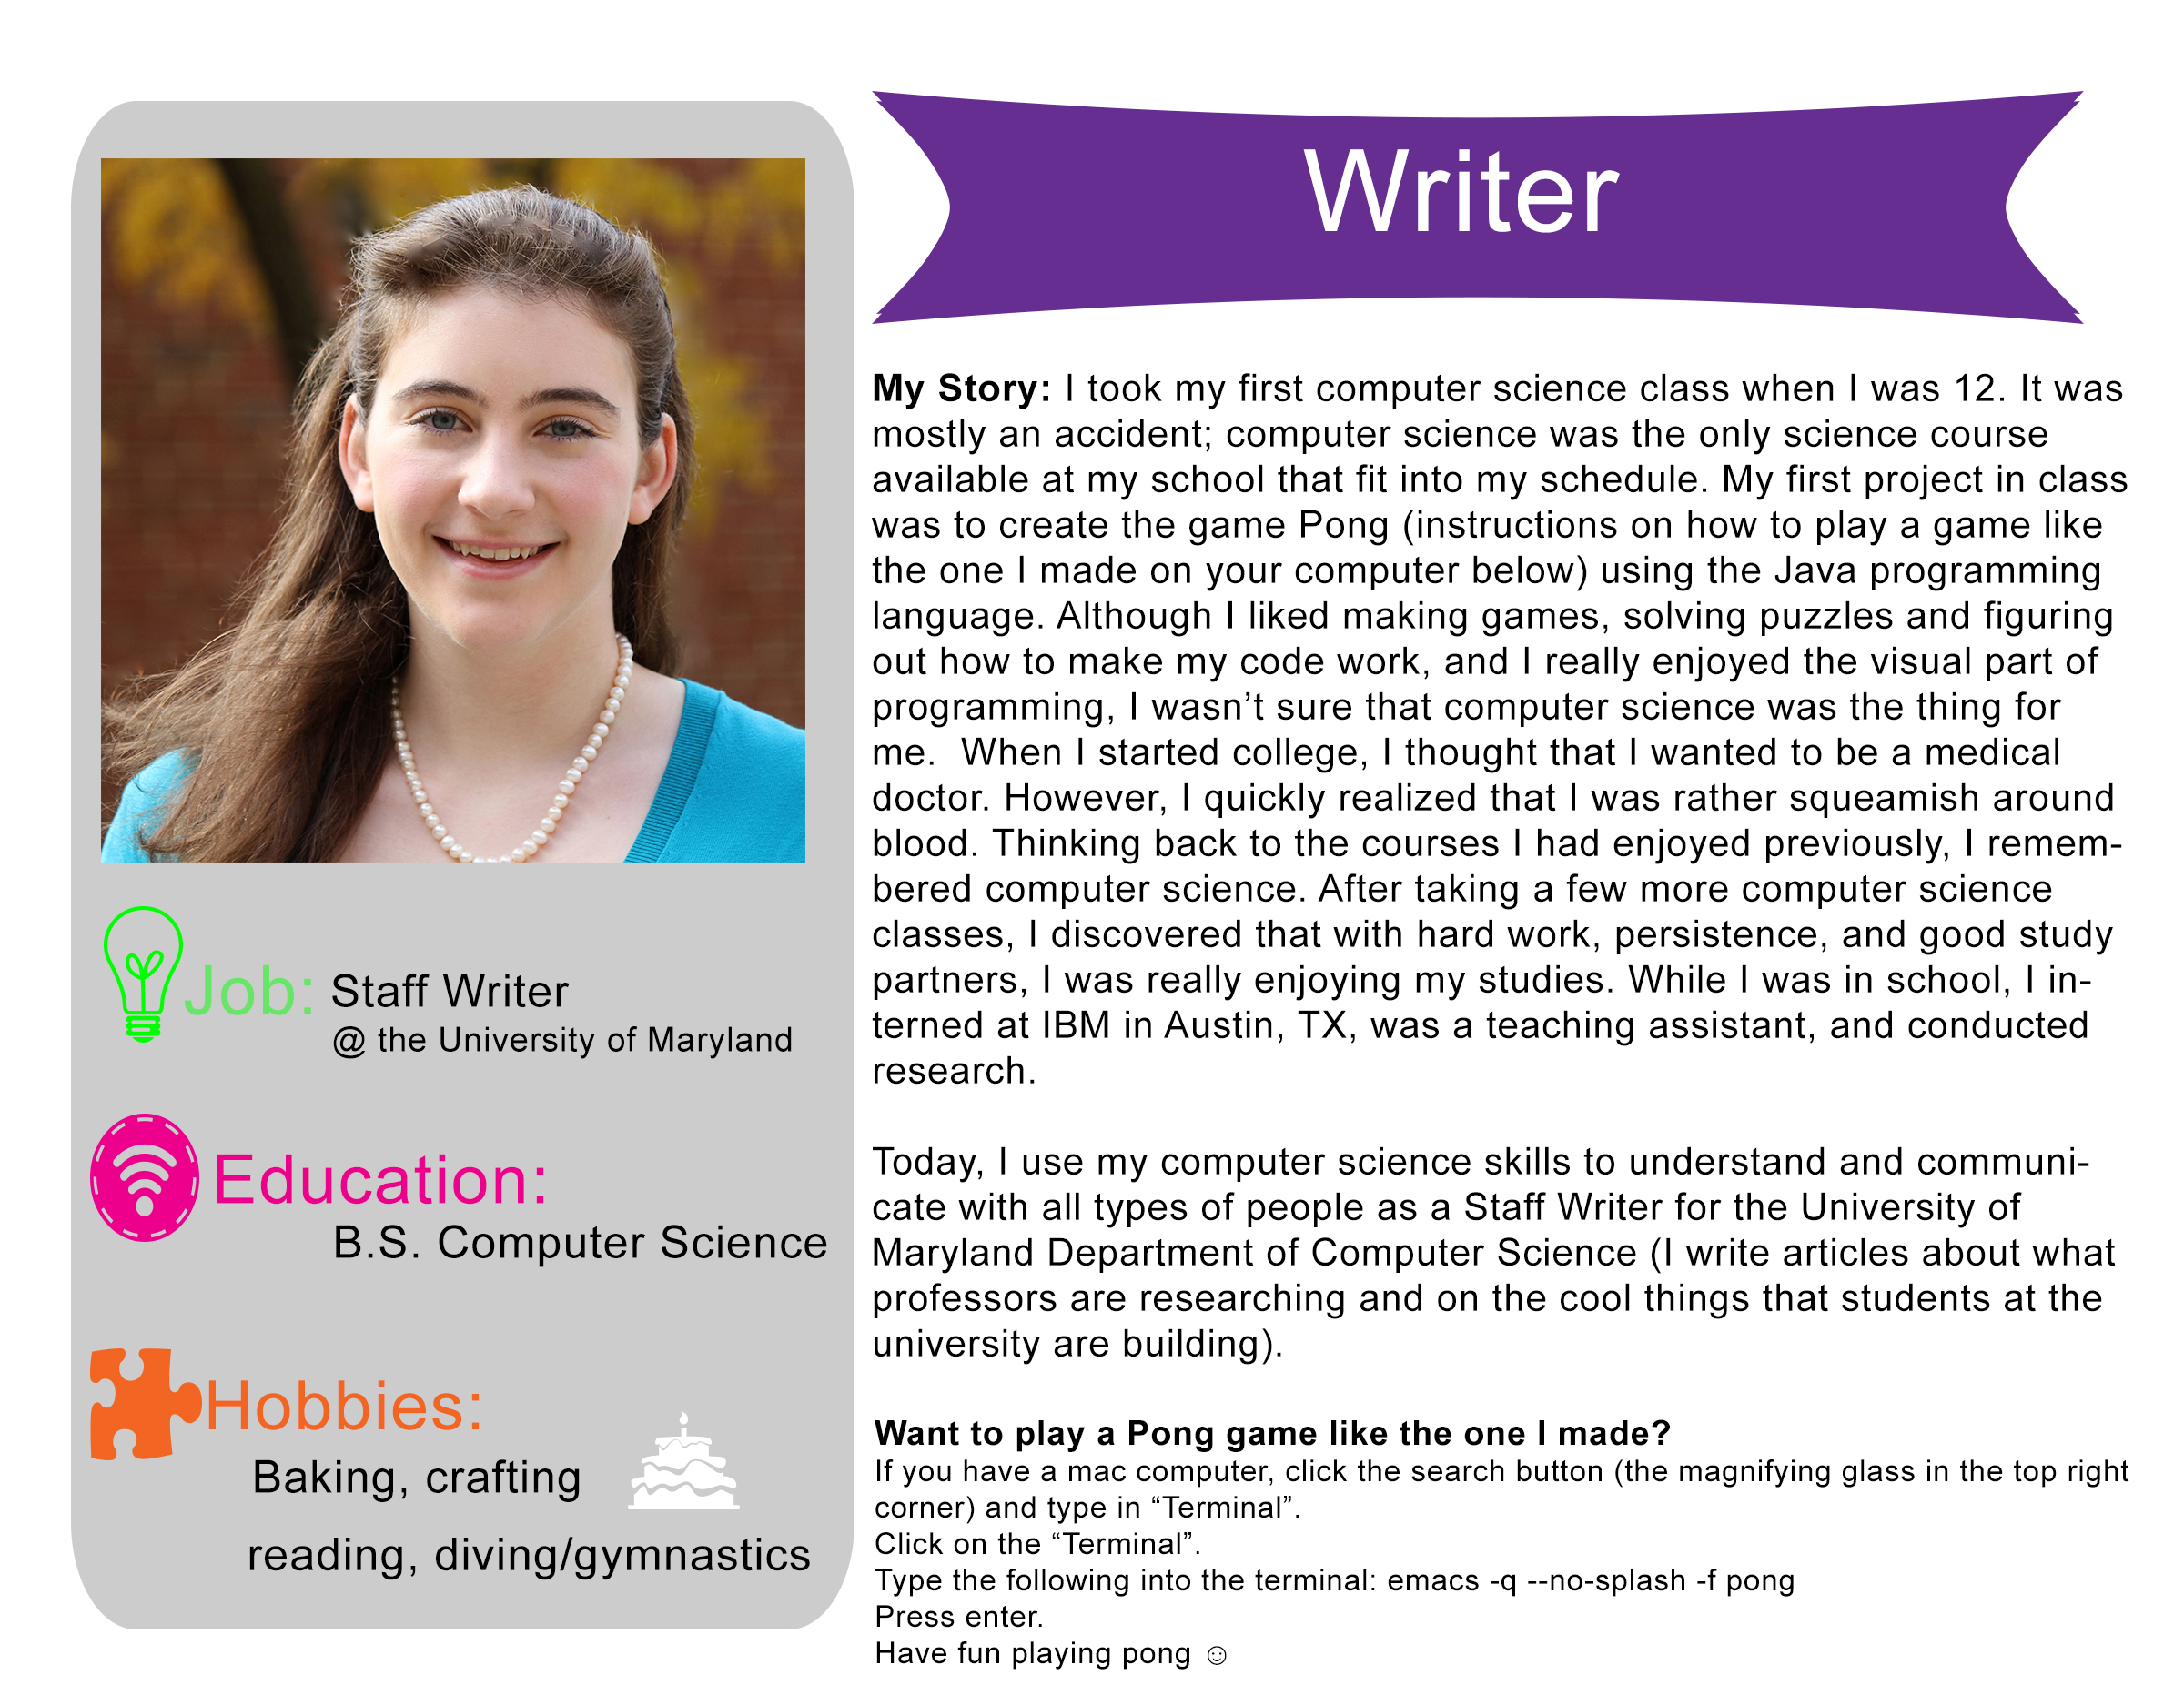 Writer
My Story: I took my first computer science class when I was 12. It was
mostly an accident; computer science was the only science course
available at my school that fit into my schedule. My first project in class
was to create the game Pong (instructions on how to play a game like
the one I made on your computer below) using the Java programming
language. Although I liked making games, solving puzzles and figuring
out how to make my code work, and I really enjoyed the visual part of
programming, I wasn’t sure that computer science was the thing for
me.  When I started college, I thought that I wanted to be a medical
doctor. However, I quickly realized that I was rather squeamish around
blood. Thinking back to the courses I had enjoyed previously, I remem-
bered computer science. After taking a few more computer science
classes, I discovered that with hard work, persistence, and good study
partners, I was really enjoying my studies. While I was in school, I in-
terned at IBM in Austin, TX, was a teaching assistant, and conducted
research.
Today, I use my computer science skills to understand and communi-
cate with all types of people as a Staff Writer for the University of
Maryland Department of Computer Science (I write articles about what
professors are researching and on the cool things that students at the
university are building).
Want to play a Pong game like the one I made?
If you have a mac computer, click the search button (the magnifying glass in the top right
corner) and type in “Terminal”.
Click on the “Terminal”.
Type the following into the terminal: emacs -q --no-splash -f pong
Press enter.
Have fun playing pong ☺
Job: Staff Writer
@ the University of Maryland
Education:
B.S. Computer Science
Hobbies:
Baking, crafting
reading, diving/gymnastics